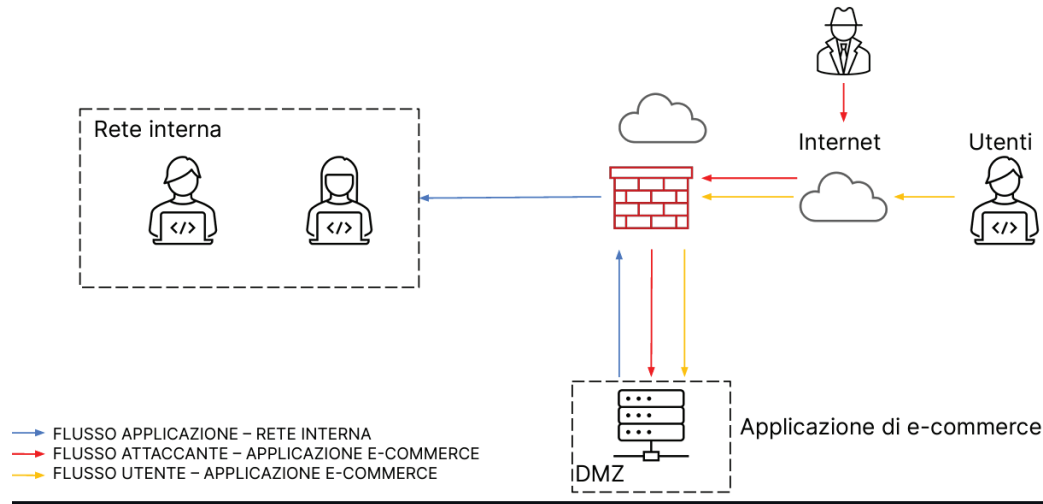 Rete interna
Internet
Utenti
</>
</>
</>
Applicazione di e-commerce
DMZ
FLUSSO APPLICAZIONE – RETE INTERNA
FLUSSO ATTACCANTE – APPLICAZIONE E-COMMERCE
FLUSSO UTENTE – APPLICAZIONE E-COMMERCE